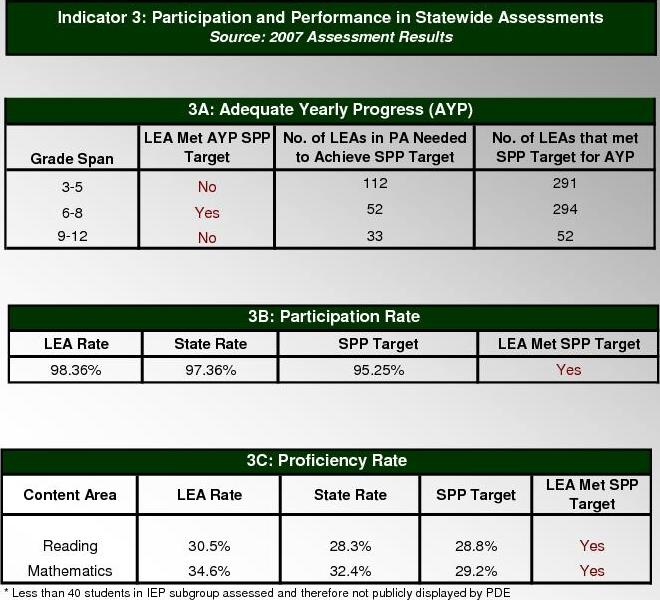 Indicator 3: Participation and Performance in Statewide Assessments
Source: 2007 Assessment Results
3A: Adequate Yearly Progress (AYP)
Grade Span LEA Met AYP SPP Target No. of LEAs in PA Needed to Achieve SPP Target No. of LEAs that met SPP Target for AYP
3-5 No 112 291
6-8 Yes 52 294
9-12 No 33 52
3B: Participation Rate
LEA Rate State Rate SPP Target LEA Met SPP Target
98.36% 97.36% 95.25% Yes
3C: Proficiency Rate
Content Area LEA Rate State Rate SPP Target LEA Met SPP Target
Reading 30.5% 28.3% 28.8% Yes
Mathematics 34.6% 32.4% 29.2% Yes
* Less than 40 students in IEP subgroup assessed and therefore not publicly displayed by PDE